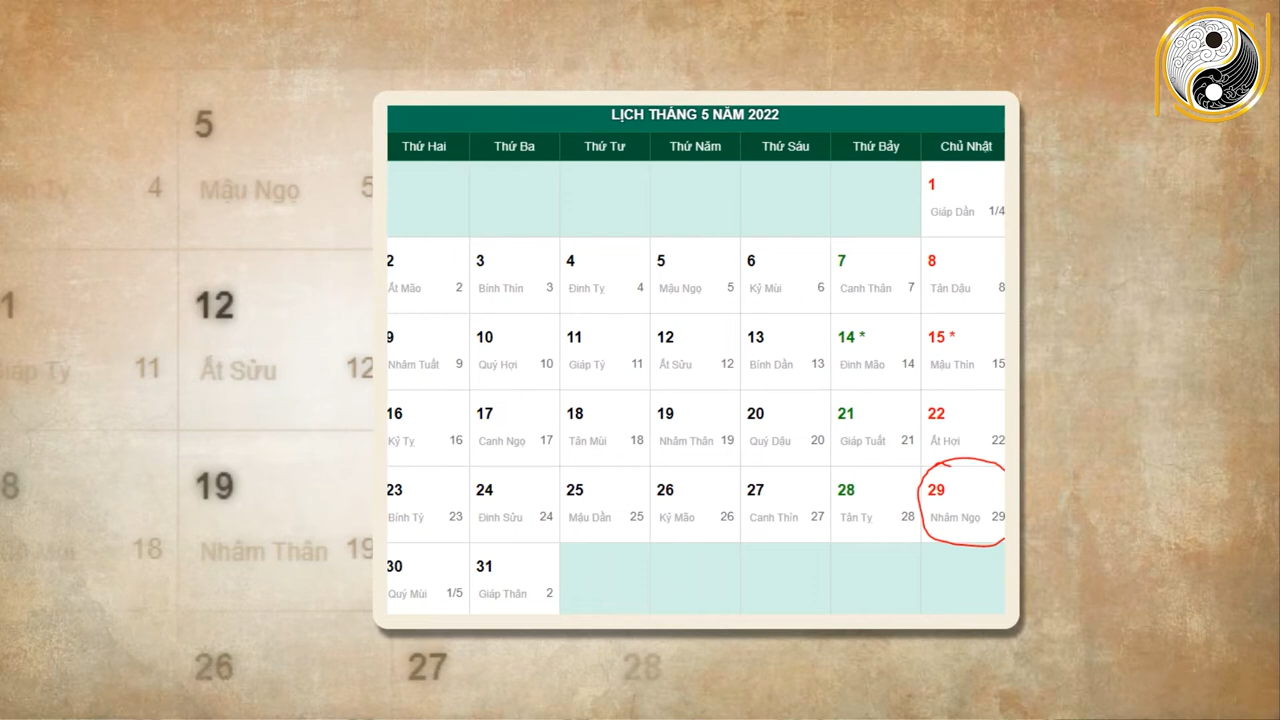 LỊCH THÁNG 5 NĂM 2022
Thứ Hai Thứ Ba Thứ Tư Thứ Năm Thứ Sáu Thứ Bảy Chủ Nhật
1
Giáp Dần 1/4
2 3 4 5 6 7 8
Ất Mão 2 Bính Thìn 3 Đinh Tỵ 4 Mậu Ngọ 5 Kỷ Mùi 6 Canh Thân 7 Tân Dậu 8
9 10 11 12 13 14 * 15 *
Nhâm Tuất 9 Quý Hợi 10 Giáp Tý 11 Ất Sửu 12 Bính Dần 13 Đinh Mão 14 Mậu Thìn 15
16 17 18 19 20 21 22
Kỷ Tỵ 16 Canh Ngọ 17 Tân Mùi 18 Nhâm Thân 19 Quý Dậu 20 Giáp Tuất 21 Ất Hợi 22
23 24 25 26 27 28 29
Bính Tý 23 Đinh Sửu 24 Mậu Dần 25 Kỷ Mão 26 Canh Thìn 27 Tân Tỵ 28 Nhâm Ngọ 29
30 31
Quý Mùi 1/5 Giáp Thân 2
5
4 Mậu Ngọ 5
12
11 Ất Sửu 12
19
18 Nhâm Thân 19
26 27 28